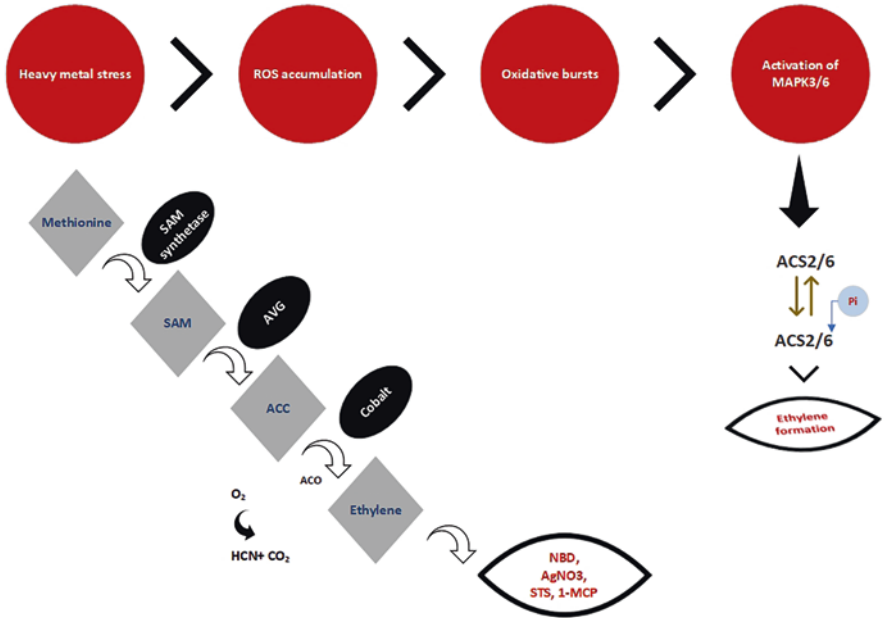 Heavy metal stress
ROS accumulation
Oxidative bursts
Activation of
MAPK3/6
Methionine
SAM
synthetase
SAM
AVG
ACC
Cobalt
ACO
Ethylene
O₂
HCN+ CO₂
NBD,
AgNO3,
STS, 1-MCP
ACS2/6
Pi
ACS2/6
Ethylene
formation